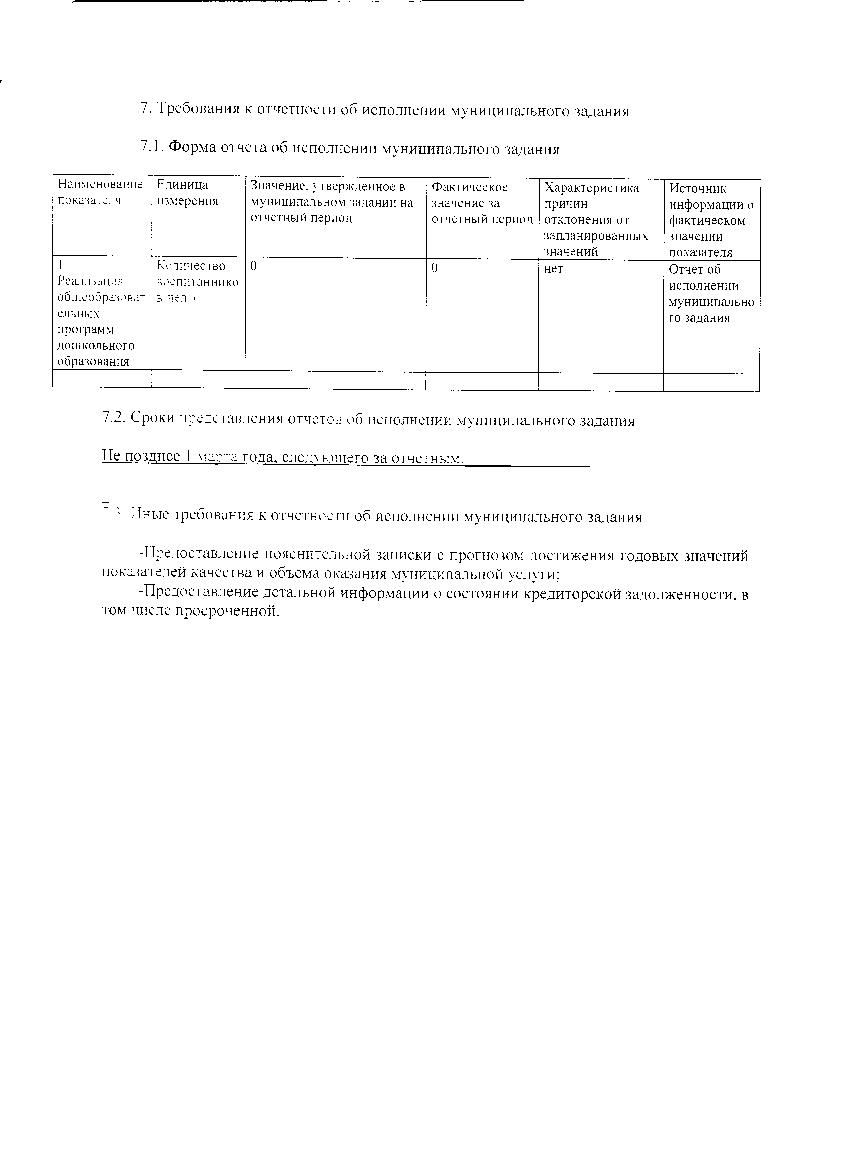 7. Требования к отчетности об исполнении муниципального задания
7.1. Форма отчета об исполнении муниципального задания
Наименование показателя
Единица измерения
Значение, утвержденное в муниципальном задании на отчетный период
Фактическое значение за отчетный период
Характеристика причин отклонения от запланированных значений
Источник информации о фактическом значении показателя
1
Реализация
общеобразоват
ельных
программ
дошкольного
образования
Количество
воспитаннико
в чел
0
0
нет
Отчет об
исполнении
муниципально
го задания
7.2. Сроки представления отчетов об исполнении муниципального задания
Не позднее 1 марта года, следующего за отчетным.
7.3. Иные требования к отчетности об исполнении муниципального задания
-Предоставление пояснительной записки с прогнозом достижения годовых значений
показателей качества и объема оказания муниципальной услуги;
-Предоставление детальной информации о состоянии кредиторской задолженности, в
том числе просроченной.